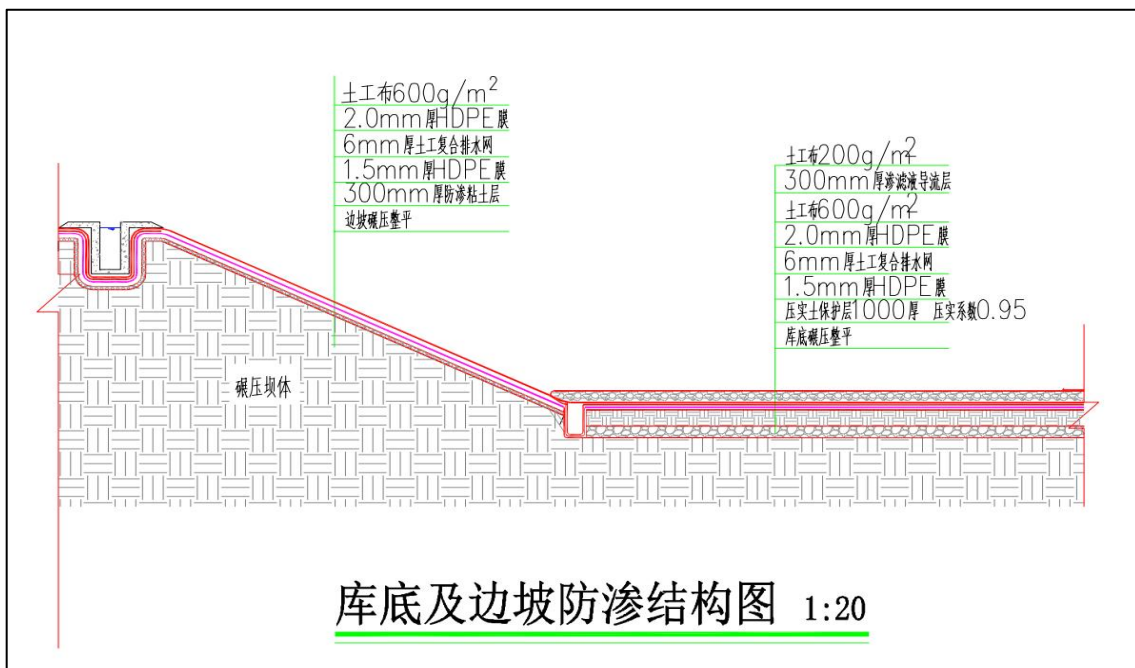 土工布600g/m²
2.0mm厚HDPE膜
6mm厚土工复合排水网
1.5mm厚HDPE膜
300mm厚防渗粘土层
边坡碾压整平
土工布200g/m²
300mm厚渗滤液导流层
土工布600g/m²
2.0mm厚HDPE膜
6mm厚土工复合排水网
1.5mm厚HDPE膜
压实土保护层1000厚 压实系数0.95
库底碾压整平
碾压坝体
库底及边坡防渗结构图 1:20